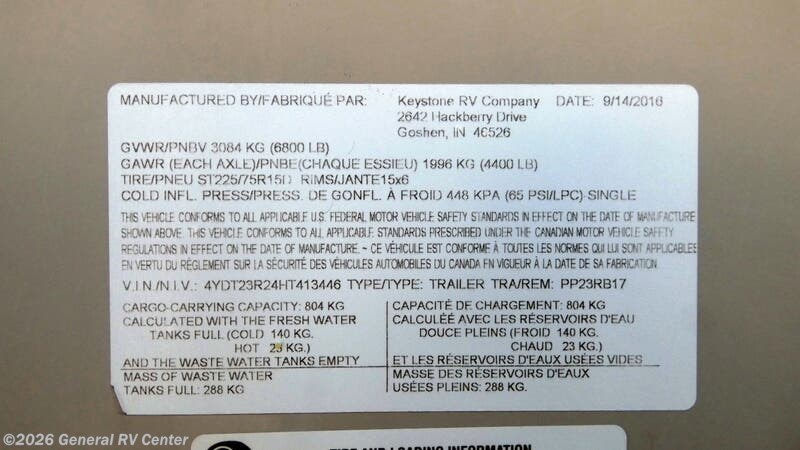 MANUFACTURED BY/FABRIQUÉ PAR: Keystone RV Company DATE: 9/14/2016
2642 Hackberry Drive
Goshen, IN 46526
GVWR/PNBV 3084 KG (6800 LB)
GAWR (EACH AXLE)/PNBE(CHAQUE ESSIEU) 1996 KG (4400 LB)
TIRE/PNEU ST225/75R15D RIMS/JANTE15x6
COLD INFL. PRESS/PRESS. DE GONFL. À FROID 448 KPA (65 PSI/LPC) SINGLE
THIS VEHICLE CONFORMS TO ALL APPLICABLE U.S. FEDERAL MOTOR VEHICLE SAFETY STANDARDS IN EFFECT ON THE DATE OF MANUFACTURE
SHOWN ABOVE. THIS VEHICLE CONFORMS TO ALL APPLICABLE. STANDARDS PRESCRIBED UNDER THE CANADIAN MOTOR VEHICLE SAFETY
REGULATIONS IN EFFECT ON THE DATE OF MANUFACTURE. - CE VÉHICULE EST CONFORME À TOUTES LES NORMES QUI LUI SONT APPLICABLES
EN VERTU DU RÉGLEMENT SUR LA SÉCURITÉ DES VÉHICULES AUTOMOBILES DU CANADA EN VIGUEUR À LA DATE DE SA FABRICATION.
V.I.N./N.I.V.: 4YDT23R24HT413446 TYPE/TYPE: TRAILER TRA/REM: PP23RB17
CARGO-CARRYING CAPACITY: 804 KG
CALCULATED WITH THE FRESH WATER
TANKS FULL (COLD 140 KG.
HOT 23 KG.)
AND THE WASTE WATER TANKS EMPTY
MASS OF WASTE WATER
TANKS FULL: 288 KG
CAPACITÉ DE CHARGEMENT: 804 KG
CALCULÉE AVEC LES RÉSERVOIRS D'EAU
DOUCE PLEINS (FROID 140 KG.
CHAUD 23 KG.)
ET LES RÉSERVOIRS D'EAUX USÉES VIDES
MASSE DES RÉSERVOIRS D'EAUX
USÉES PLEINS: 288 KG.
TIRE AND LOADING INFORMATION
©2026 General RV Center